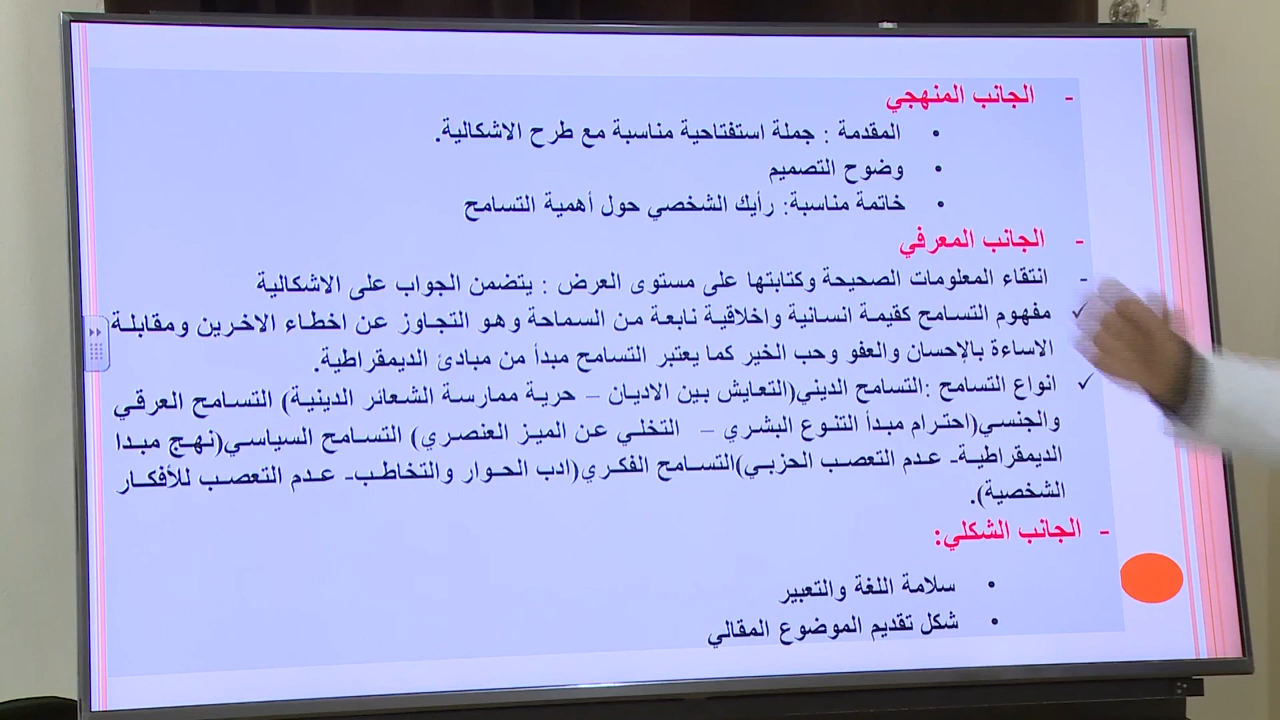 - الجانب المنهجي
• المقدمة : جملة استفتاحية مناسبة مع طرح الاشكالية.
• وضوح التصميم
• خاتمة مناسبة: رأيك الشخصي حول أهمية التسامح
- الجانب المعرفي
- انتقاء المعلومات الصحيحة وكتابتها على مستوى العرض : يتضمن الجواب على الاشكالية
✓ مفهوم التسامح كقيمة انسانية واخلاقية نابعة من السماحة وهو التجاوز عن اخطاء الاخرين ومقابلة
الاساءة بالإحسان والعفو وحب الخير كما يعتبر التسامح مبدأ من مبادئ الديمقراطية.
✓ انواع التسامح :التسامح الديني(التعايش بين الاديان – حرية ممارسة الشعائر الدينية) التسامح العرقي
والجنسي(احترام مبدأ التنوع البشري – التخلي عن الميز العنصري) التسامح السياسي(نهج مبدا
الديمقراطية- عدم التعصب الحزبي)التسامح الفكري(ادب الحوار والتخاطب- عدم التعصب للأفكار
الشخصية).
- الجانب الشكلي:
• سلامة اللغة والتعبير
• شكل تقديم الموضوع المقالي